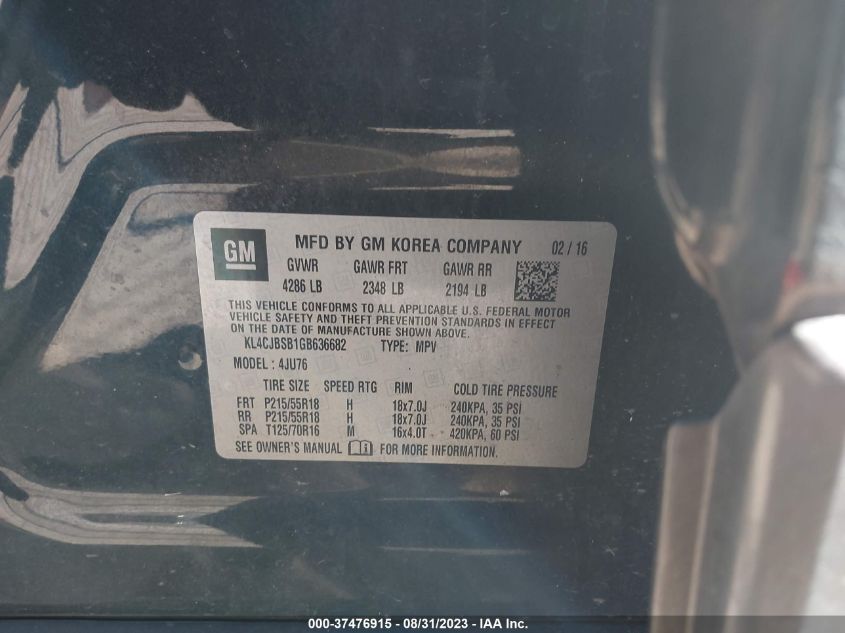 GM
MFD BY GM KOREA COMPANY 02 / 16
GVWR GAWR FRT GAWR RR
4286 LB 2348 LB 2194 LB
THIS VEHICLE CONFORMS TO ALL APPLICABLE U.S. FEDERAL MOTOR
VEHICLE SAFETY AND THEFT PREVENTION STANDARDS IN EFFECT
ON THE DATE OF MANUFACTURE SHOWN ABOVE.
KL4CJBSB1GB636682 TYPE: MPV
MODEL : 4JU76
TIRE SIZE SPEED RTG RIM COLD TIRE PRESSURE
FRT P215/55R18 H 18x7.0J 240KPA, 35 PSI
RR P215/55R18 H 18x7.0J 240KPA, 35 PSI
SPA T125/70R16 M 16x4.0T 420KPA, 60 PSI
SEE OWNER'S MANUAL FOR MORE INFORMATION.
000-37476915 - 08/31/2023 - IAA Inc.